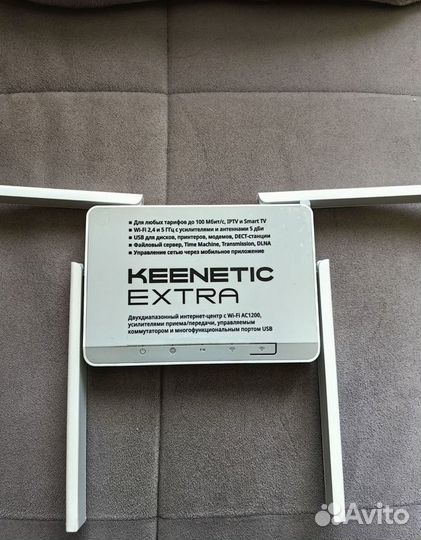 ▪ Для любых тарифов до 100 Мбит/с, IPTV и Smart TV
▪ Wi-Fi 2,4 и 5 ГГц с усилителями и антеннами 5 дБи
▪ USB для дисков, принтеров, модемов, DECT-станции
▪ Файловый сервер, Time Machine, Transmission, DLNA
▪ Управление сетью через мобильное приложение
KEENETIC
EXTRA
Двухдиапазонный интернет-центр с Wi-Fi AC1200,
усилителями приема/передачи, управляемым
коммутатором и многофункциональным портом USB
Avito